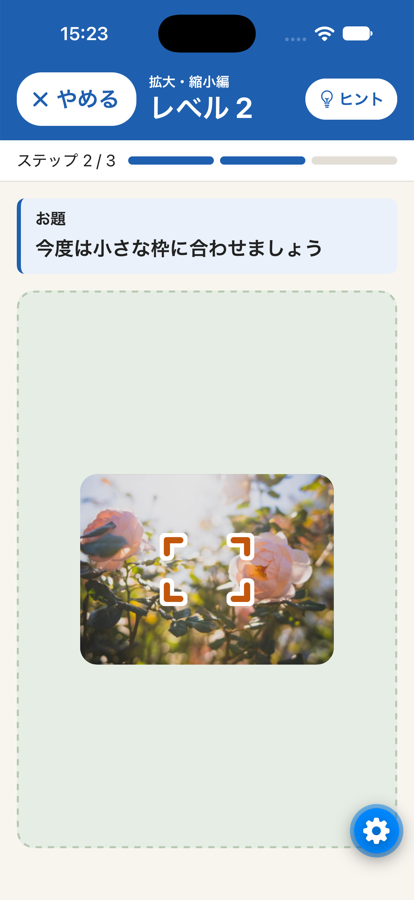 15:23
やめる
拡大・縮小編
レベル 2
ヒント
ステップ 2 / 3
お題
今度は小さな枠に合わせましょう